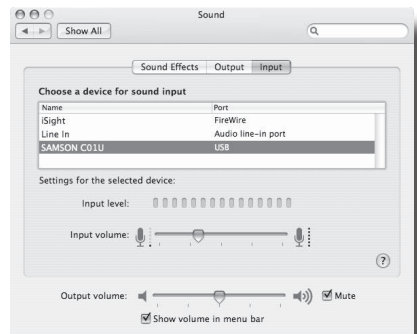 Sound
Show All
Sound Effects Output Input
Choose a device for sound input
Name Port
iSight FireWire
Line In Audio line-in port
SAMSON C01U USB
Settings for the selected device:
Input level:
Input volume:
?
Output volume: Mute
Show volume in menu bar